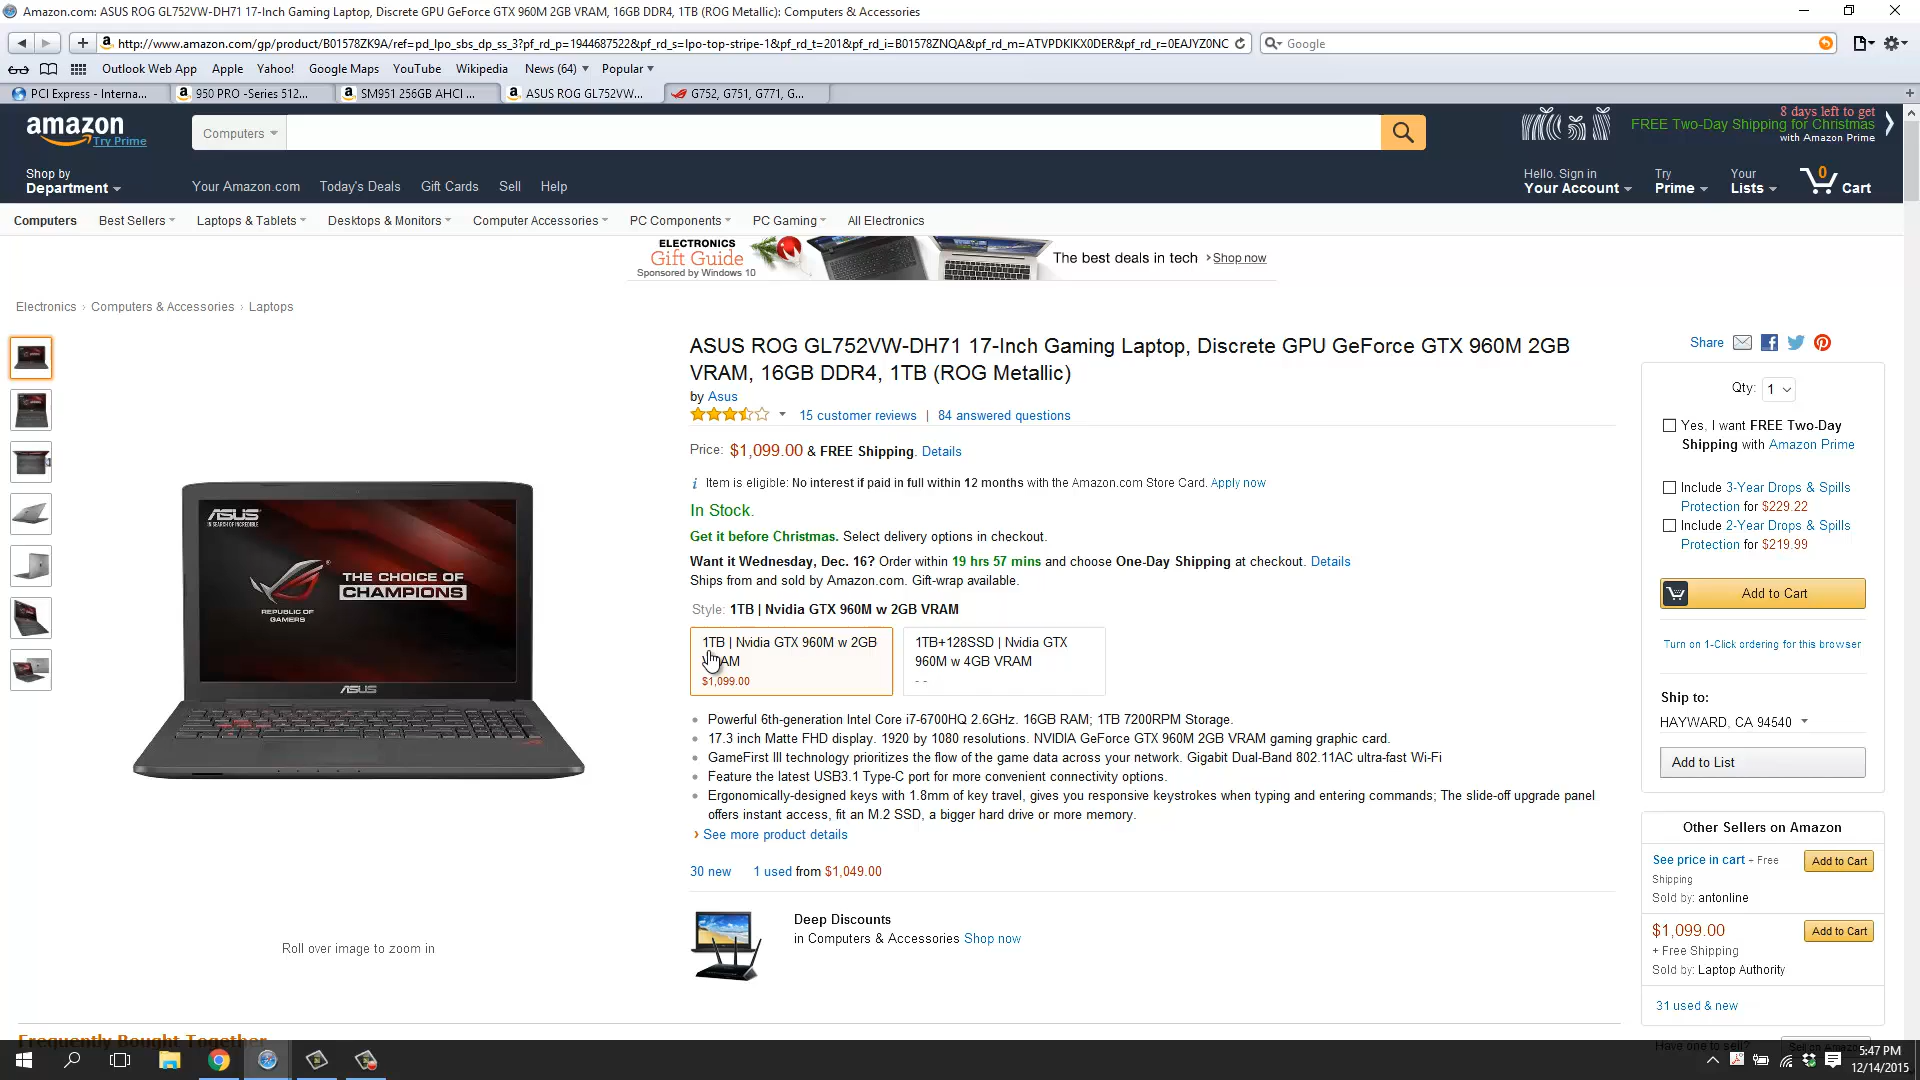 Amazon.com: ASUS ROG GL752VW-DH71 17-Inch Gaming Laptop, Discrete GPU GeForce GTX 960M 2GB VRAM, 16GB DDR4, 1TB (ROG Metallic): Computers & Accessories
http://www.amazon.com/gp/product/B01578ZK9A/ref=pd_lpo_sbs_dp_ss_3?pf_rd_p=1944687522&pf_rd_s=lpo-top-stripe-1&pf_rd_t=201&pf_rd_i=B01578ZNQA&pf_rd_m=ATVPDKIKX0DER&pf_rd_r=0EAJYZ0NC
Google
Outlook Web App Apple Yahoo! Google Maps YouTube Wikipedia News (64) Popular
PCI Express - Interna... 950 PRO -Series 512... SM951 256GB AHCI ... ASUS ROG GL752VW... G752, G751, G771, G...
amazon
Try Prime
Computers
8 days left to get
FREE Two-Day Shipping for Christmas
with Amazon Prime
Shop by
Department
Your Amazon.com Today's Deals Gift Cards Sell Help
Hello. Sign in
Your Account
Try
Prime
Your
Lists
0
Cart
Computers Best Sellers Laptops & Tablets Desktops & Monitors Computer Accessories PC Components PC Gaming All Electronics
ELECTRONICS
Gift Guide
Sponsored by Windows 10
The best deals in tech › Shop now
Electronics › Computers & Accessories › Laptops
ASUS
IN SEARCH OF INCREDIBLE
REPUBLIC OF
GAMERS
THE CHOICE OF
CHAMPIONS
ASUS
Roll over image to zoom in
ASUS ROG GL752VW-DH71 17-Inch Gaming Laptop, Discrete GPU GeForce GTX 960M 2GB
VRAM, 16GB DDR4, 1TB (ROG Metallic)
by Asus
15 customer reviews | 84 answered questions
Price: $1,099.00 & FREE Shipping. Details
Item is eligible: No interest if paid in full within 12 months with the Amazon.com Store Card. Apply now
In Stock.
Get it before Christmas. Select delivery options in checkout.
Want it Wednesday, Dec. 16? Order within 19 hrs 57 mins and choose One-Day Shipping at checkout. Details
Ships from and sold by Amazon.com. Gift-wrap available.
Style: 1TB | Nvidia GTX 960M w 2GB VRAM
1TB | Nvidia GTX 960M w 2GB
VRAM
$1,099.00
1TB+128SSD | Nvidia GTX
960M w 4GB VRAM
- -
• Powerful 6th-generation Intel Core i7-6700HQ 2.6GHz. 16GB RAM; 1TB 7200RPM Storage.
• 17.3 inch Matte FHD display. 1920 by 1080 resolutions. NVIDIA GeForce GTX 960M 2GB VRAM gaming graphic card.
• GameFirst III technology prioritizes the flow of the game data across your network. Gigabit Dual-Band 802.11AC ultra-fast Wi-Fi
• Feature the latest USB3.1 Type-C port for more convenient connectivity options.
• Ergonomically-designed keys with 1.8mm of key travel, gives you responsive keystrokes when typing and entering commands; The slide-off upgrade panel
offers instant access, fit an M.2 SSD, a bigger hard drive or more memory.
› See more product details
30 new 1 used from $1,049.00
Deep Discounts
in Computers & Accessories Shop now
Share
Qty: 1
Yes, I want FREE Two-Day
Shipping with Amazon Prime
Include 3-Year Drops & Spills
Protection for $229.22
Include 2-Year Drops & Spills
Protection for $219.99
Add to Cart
Turn on 1-Click ordering for this browser
Ship to:
HAYWARD, CA 94540
Add to List
Other Sellers on Amazon
See price in cart + Free
Shipping
Sold by: antonline
Add to Cart
$1,099.00
+ Free Shipping
Sold by: Laptop Authority
Add to Cart
31 used & new
Frequently Bought Together
Have one to sell?
Sell on Amazon
5:47 PM
12/14/2015